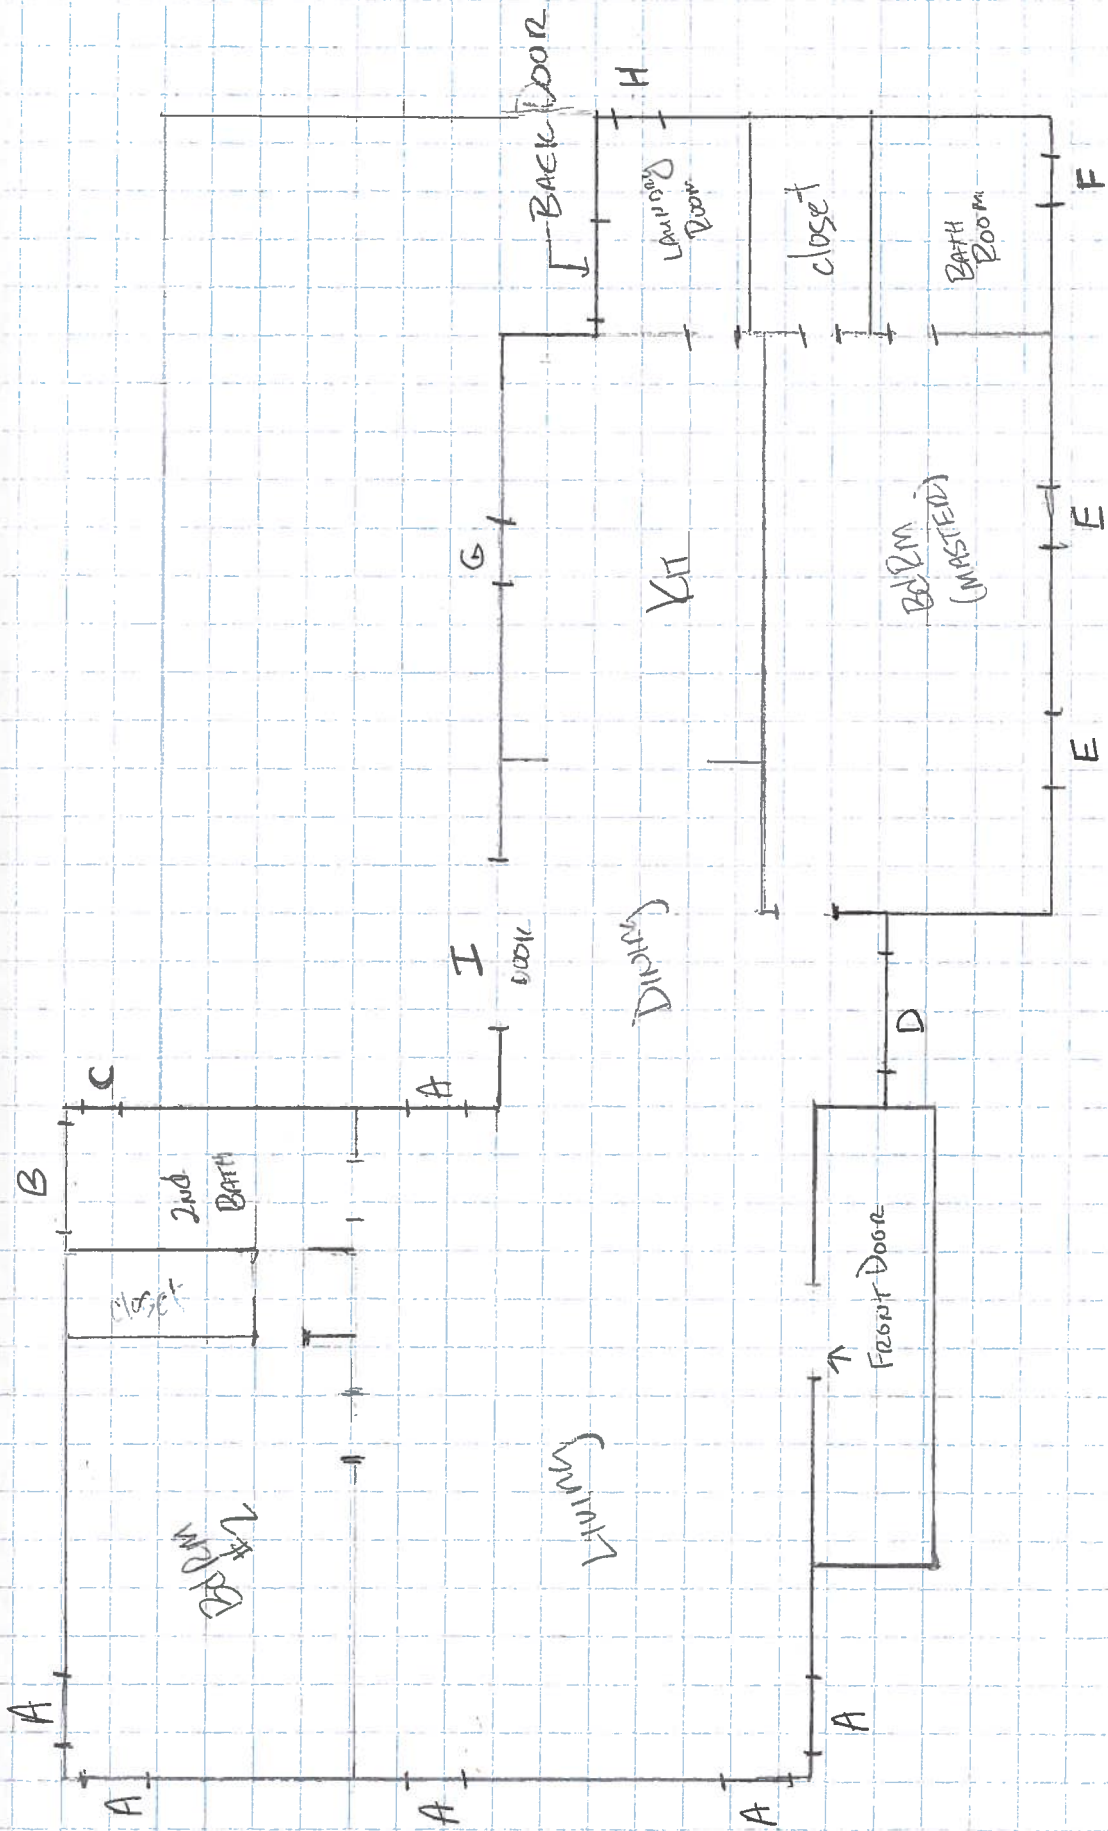 BACK DOOR
H
LAUNDRY
ROOM
closet
BATH
ROOM
F
G
KIT
BdRM
(MASTER)
E
E
I
DOOR
DINING
D
C
A
B
2ND
BATH
closet
FRONT DOOR
BdRM
#2
LIVING
A
A
A
A
A